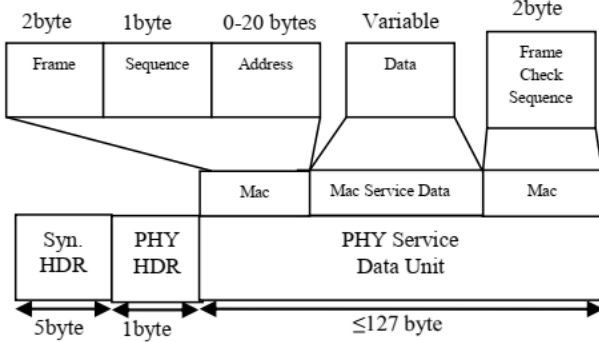 2byte 1byte 0-20 bytes Variable 2byte
Frame Sequence Address Data Frame
Check
Sequence
Mac Mac Service Data Mac
Syn. PHY PHY Service
HDR HDR Data Unit
5byte 1byte ≤127 byte